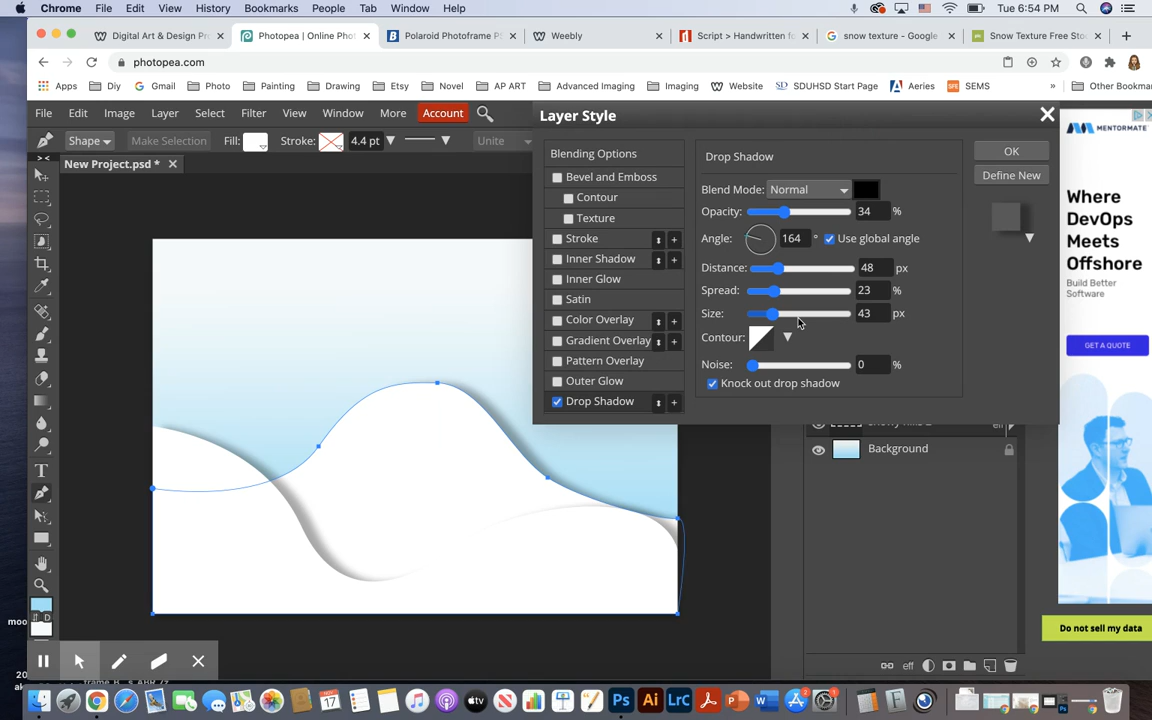 Chrome File Edit View History Bookmarks People Tab Window Help Tue 6:54 PM
Digital Art & Design P Photopea | Online Phot Polaroid Photoframe P Weebly Script > Handwritten fo snow texture - Google Snow Texture Free Stoc
photopea.com
Apps Gmail Photo Painting Drawing Etsy Novel AP ART Advanced Imaging Imaging Website SDUHSD Start Page Aeries SEMS Other Bookma
File Edit Image Layer Select Filter View Window More Account
Shape Make Selection Fill: Stroke: 4.4 pt Unite
New Project.psd *
Layer Style
Blending Options
Bevel and Emboss
Contour
Texture
Stroke
Inner Shadow
Inner Glow
Satin
Color Overlay
Gradient Overlay
Pattern Overlay
Outer Glow
Drop Shadow
Drop Shadow
Blend Mode: Normal
Opacity: 34 %
Angle: 164 ° Use global angle
Distance: 48 px
Spread: 23 %
Size: 43 px
Contour:
Noise: 0 %
Knock out drop shadow
OK
Define New
Background
eff
MENTORMATE
Where
DevOps
Meets
Offshore
Build Better
Software
GET A QUOTE
Do not sell my data